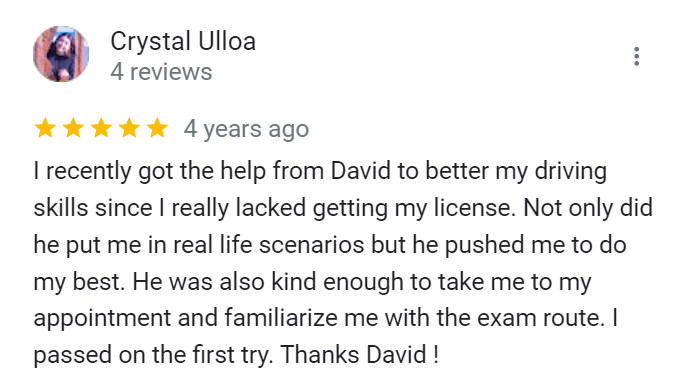 Crystal Ulloa
4 reviews
4 years ago
I recently got the help from David to better my driving
skills since I really lacked getting my license. Not only did
he put me in real life scenarios but he pushed me to do
my best. He was also kind enough to take me to my
appointment and familiarize me with the exam route. I
passed on the first try. Thanks David !